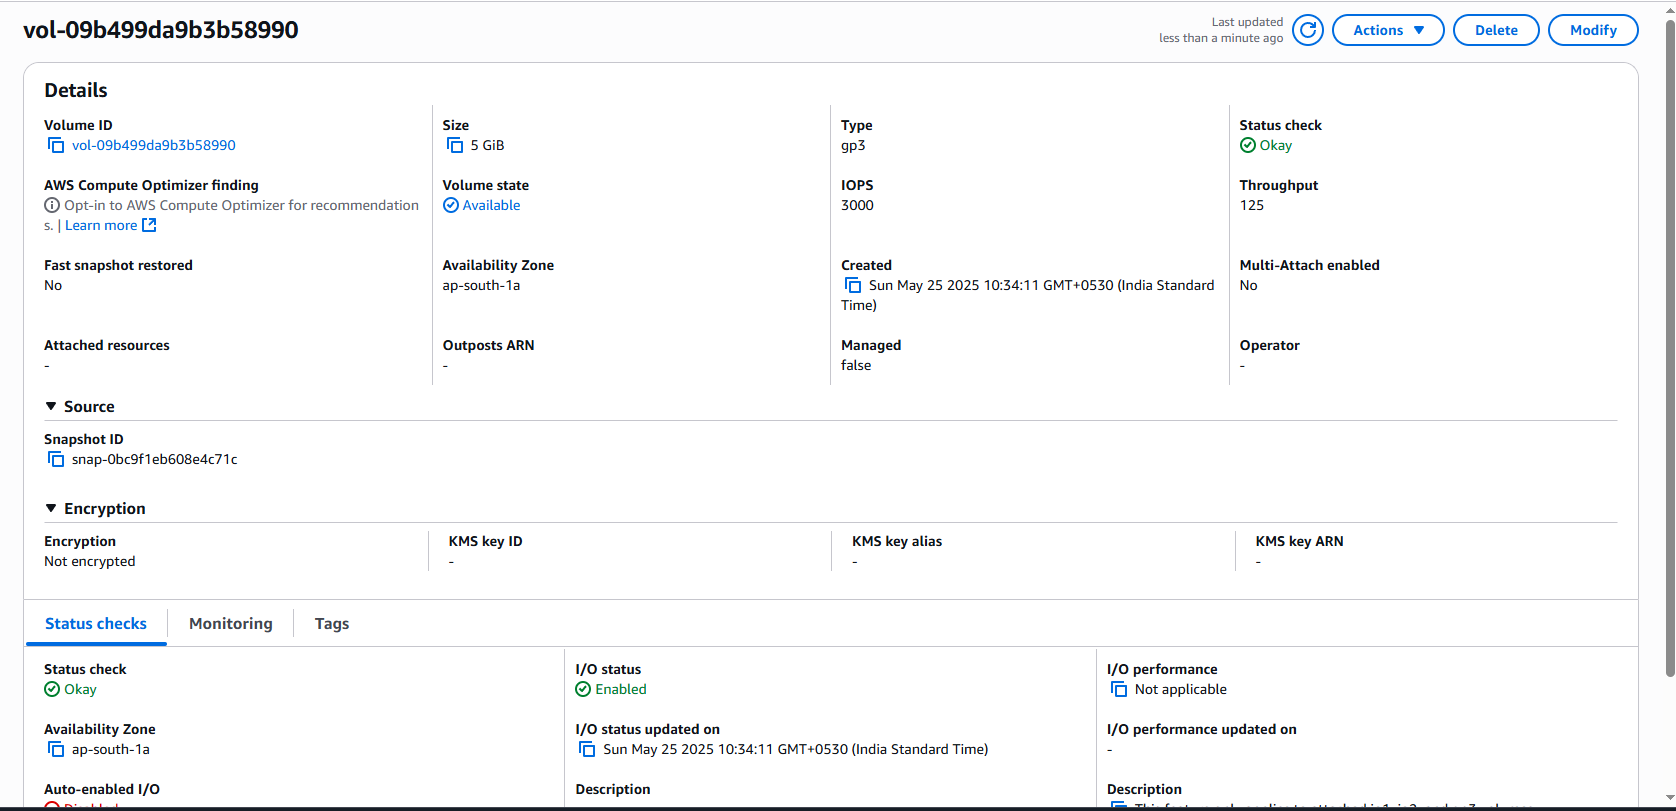 vol-09b499da9b3b58990
Last updated
less than a minute ago
Actions
Delete
Modify
Details
Volume ID
vol-09b499da9b3b58990
Size
5 GiB
Type
gp3
Status check
Okay
AWS Compute Optimizer finding
Opt-in to AWS Compute Optimizer for recommendation
s. | Learn more
Volume state
Available
IOPS
3000
Throughput
125
Fast snapshot restored
No
Availability Zone
ap-south-1a
Created
Sun May 25 2025 10:34:11 GMT+0530 (India Standard
Time)
Multi-Attach enabled
No
Attached resources
-
Outposts ARN
-
Managed
false
Operator
-
Source
Snapshot ID
snap-0bc9f1eb608e4c71c
Encryption
Encryption
Not encrypted
KMS key ID
-
KMS key alias
-
KMS key ARN
-
Status checks
Monitoring
Tags
Status check
Okay
I/O status
Enabled
I/O performance
Not applicable
Availability Zone
ap-south-1a
I/O status updated on
Sun May 25 2025 10:34:11 GMT+0530 (India Standard Time)
I/O performance updated on
-
Auto-enabled I/O
Description
Description